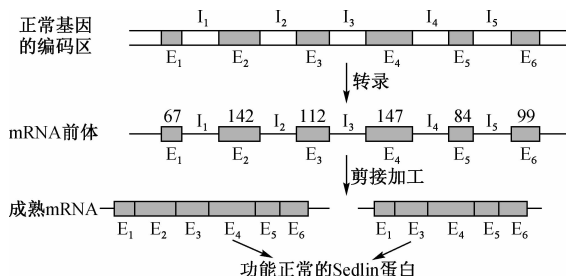 正常基因的编码区
I₁ I₂ I₃ I₄ I₅
E₁ E₂ E₃ E₄ E₅ E₆
转录
mRNA前体
67 I₁ 142 I₂ 112 I₃ 147 I₄ 84 I₅ 99
E₁ E₂ E₃ E₄ E₅ E₆
剪接加工
成熟mRNA
E₁ E₂ E₃ E₄ E₅ E₆ E₁ E₃ E₄ E₅ E₆
功能正常的Sedlin蛋白